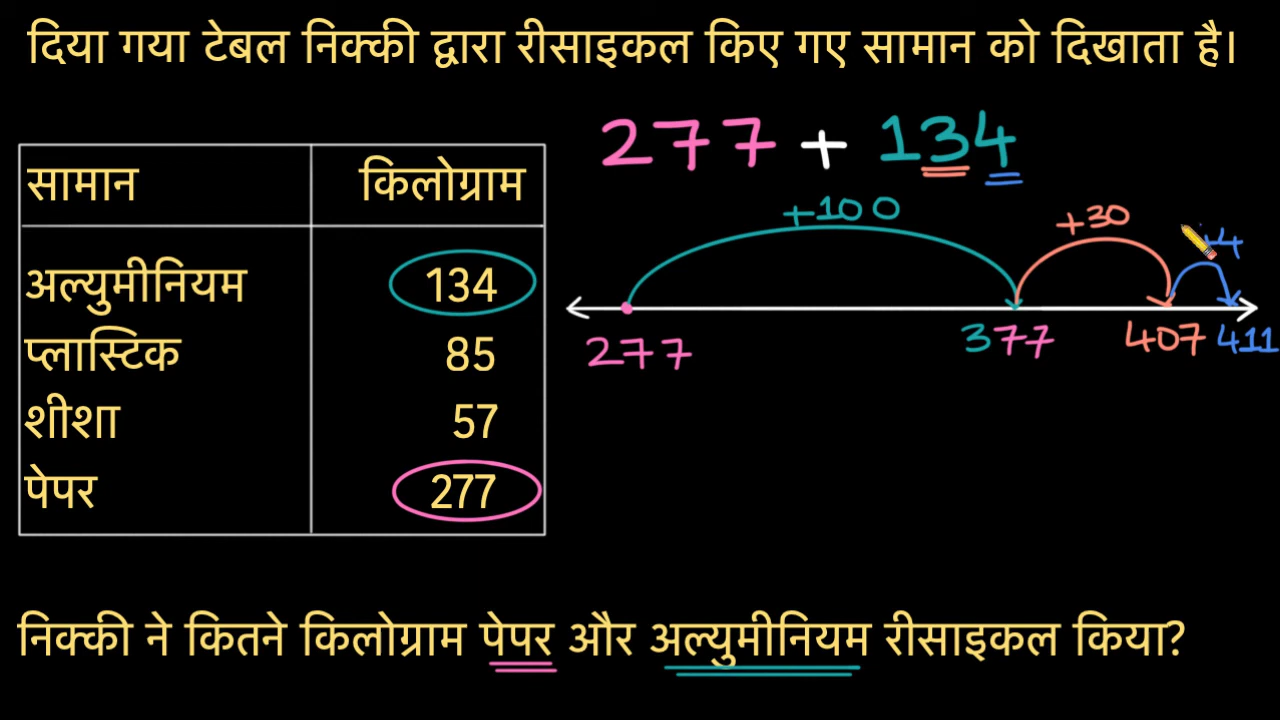 दिया गया टेबल निक्की द्वारा रीसाइकल किए गए सामान को दिखाता है।
सामान किलोग्राम
अल्युमीनियम 134
प्लास्टिक 85
शीशा 57
पेपर 277
277 + 134
+100 +30 +4
277 377 407 411
निक्की ने कितने किलोग्राम पेपर और अल्युमीनियम रीसाइकल किया?